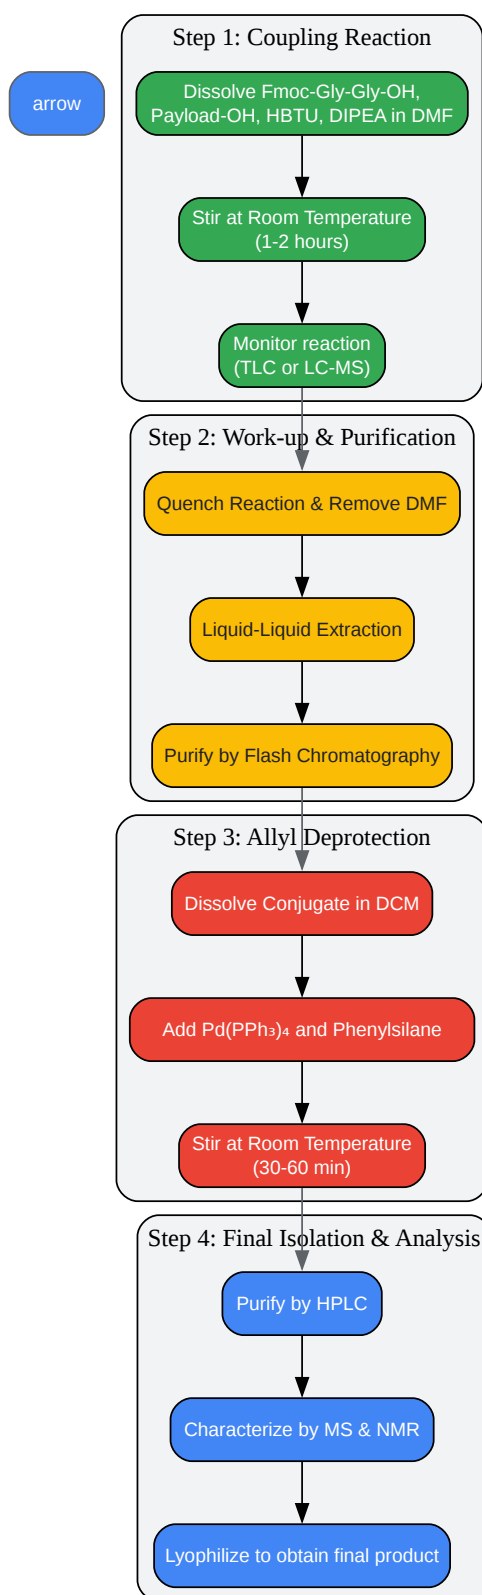 Step 1: Coupling Reaction
arrow
Dissolve Fmoc-Gly-Gly-OH,
Payload-OH, HBTU, DIPEA in DMF
Stir at Room Temperature
(1-2 hours)
Monitor reaction
(TLC or LC-MS)
Step 2: Work-up & Purification
Quench Reaction & Remove DMF
Liquid-Liquid Extraction
Purify by Flash Chromatography
Step 3: Allyl Deprotection
Dissolve Conjugate in DCM
Add Pd(PPh₃)₄ and Phenylsilane
Stir at Room Temperature
(30-60 min)
Step 4: Final Isolation & Analysis
Purify by HPLC
Characterize by MS & NMR
Lyophilize to obtain final product